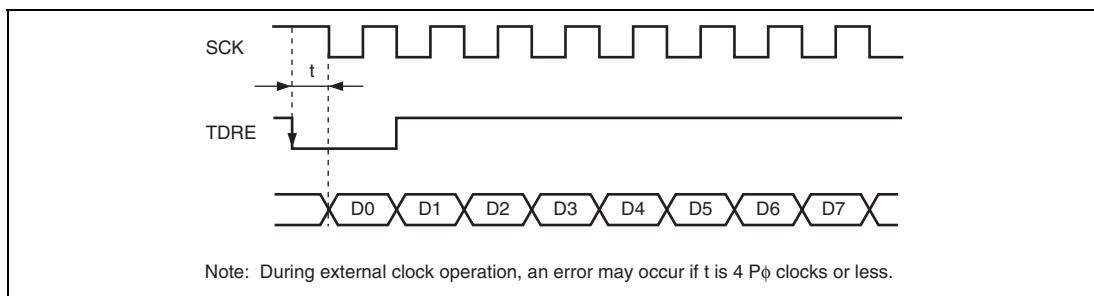 SCK
t
TDRE
D0 D1 D2 D3 D4 D5 D6 D7
Note: During external clock operation, an error may occur if t is 4 Pϕ clocks or less.